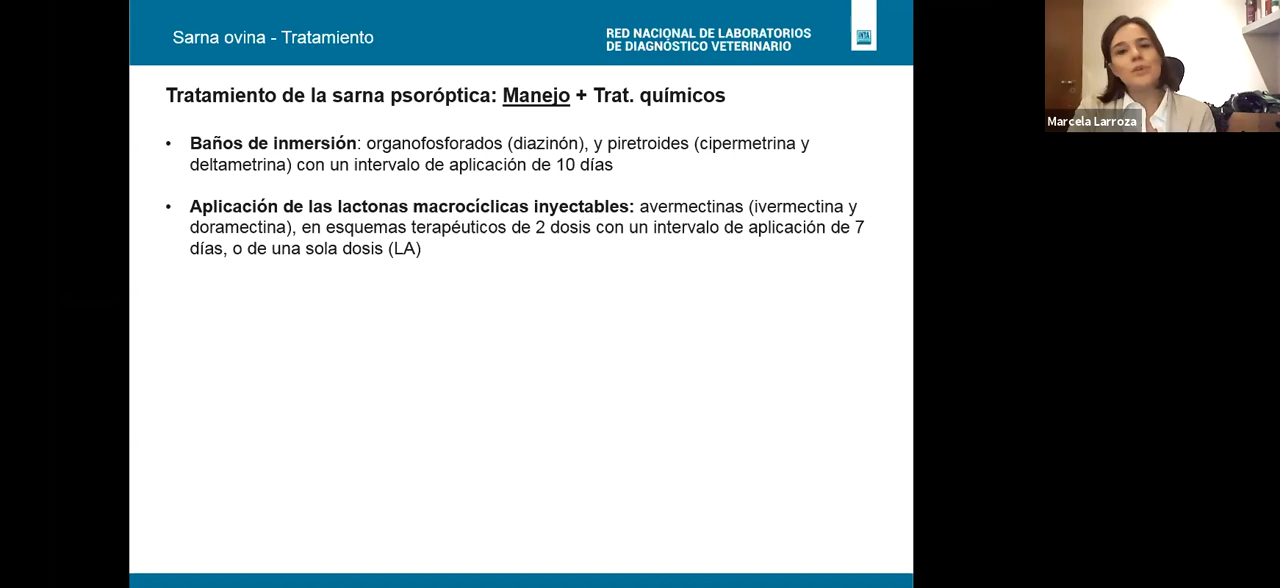 Sarna ovina - Tratamiento
RED NACIONAL DE LABORATORIOS
DE DIAGNÓSTICO VETERINARIO
INTA
Tratamiento de la sarna psoróptica: Manejo + Trat. químicos
• Baños de inmersión: organofosforados (diazinón), y piretroides (cipermetrina y
deltametrina) con un intervalo de aplicación de 10 días
• Aplicación de las lactonas macrocíclicas inyectables: avermectinas (ivermectina y
doramectina), en esquemas terapéuticos de 2 dosis con un intervalo de aplicación de 7
días, o de una sola dosis (LA)
Marcela Larroza